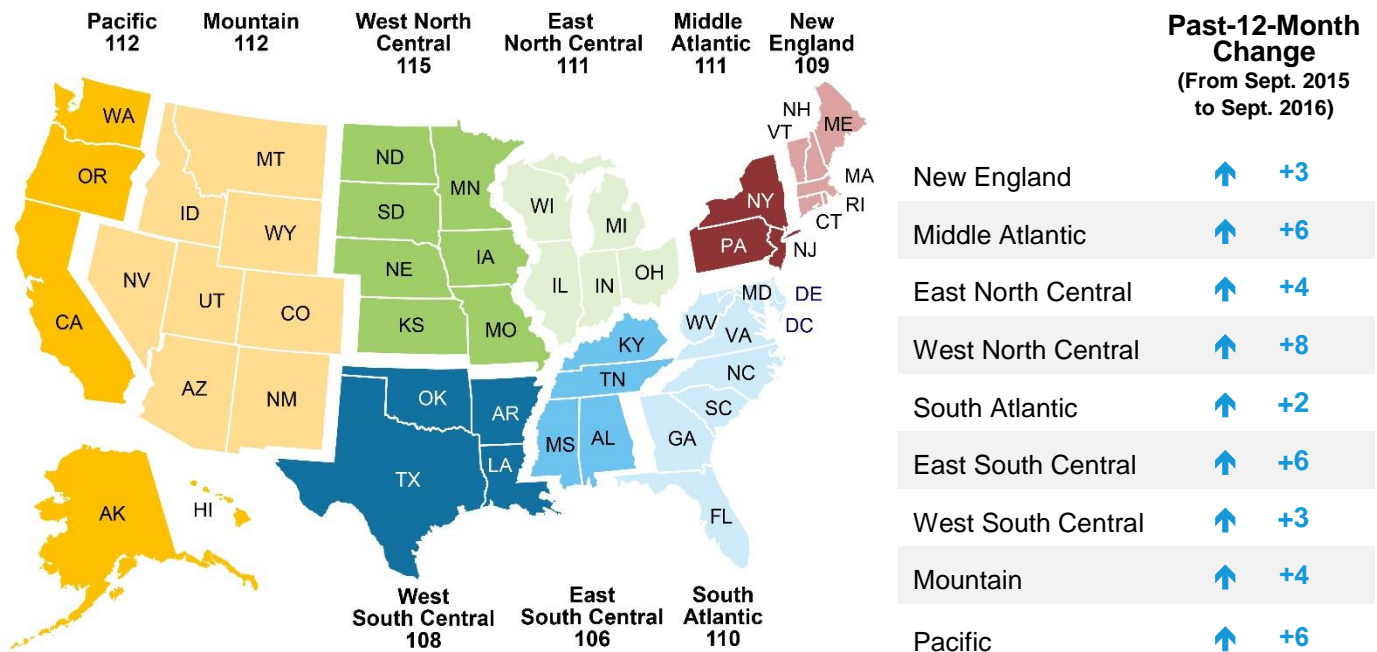 Pacific
112
Mountain
112
West North
Central
115
East
North Central
111
Middle
Atlantic
111
New
England
109
WA
OR
CA
AK
HI
MT
ID
WY
NV
UT
CO
AZ
NM
ND
MN
SD
NE
IA
KS
MO
WI
MI
IL
IN
OH
NY
PA
NJ
NH
VT
ME
MA
RI
CT
MD
DE
DC
WV
VA
KY
NC
TN
SC
GA
MS
AL
FL
OK
AR
TX
LA
West
South Central
108
East
South Central
106
South
Atlantic
110
Past-12-Month
Change
(From Sept. 2015
to Sept. 2016)
New England +3
Middle Atlantic +6
East North Central +4
West North Central +8
South Atlantic +2
East South Central +6
West South Central +3
Mountain +4
Pacific +6